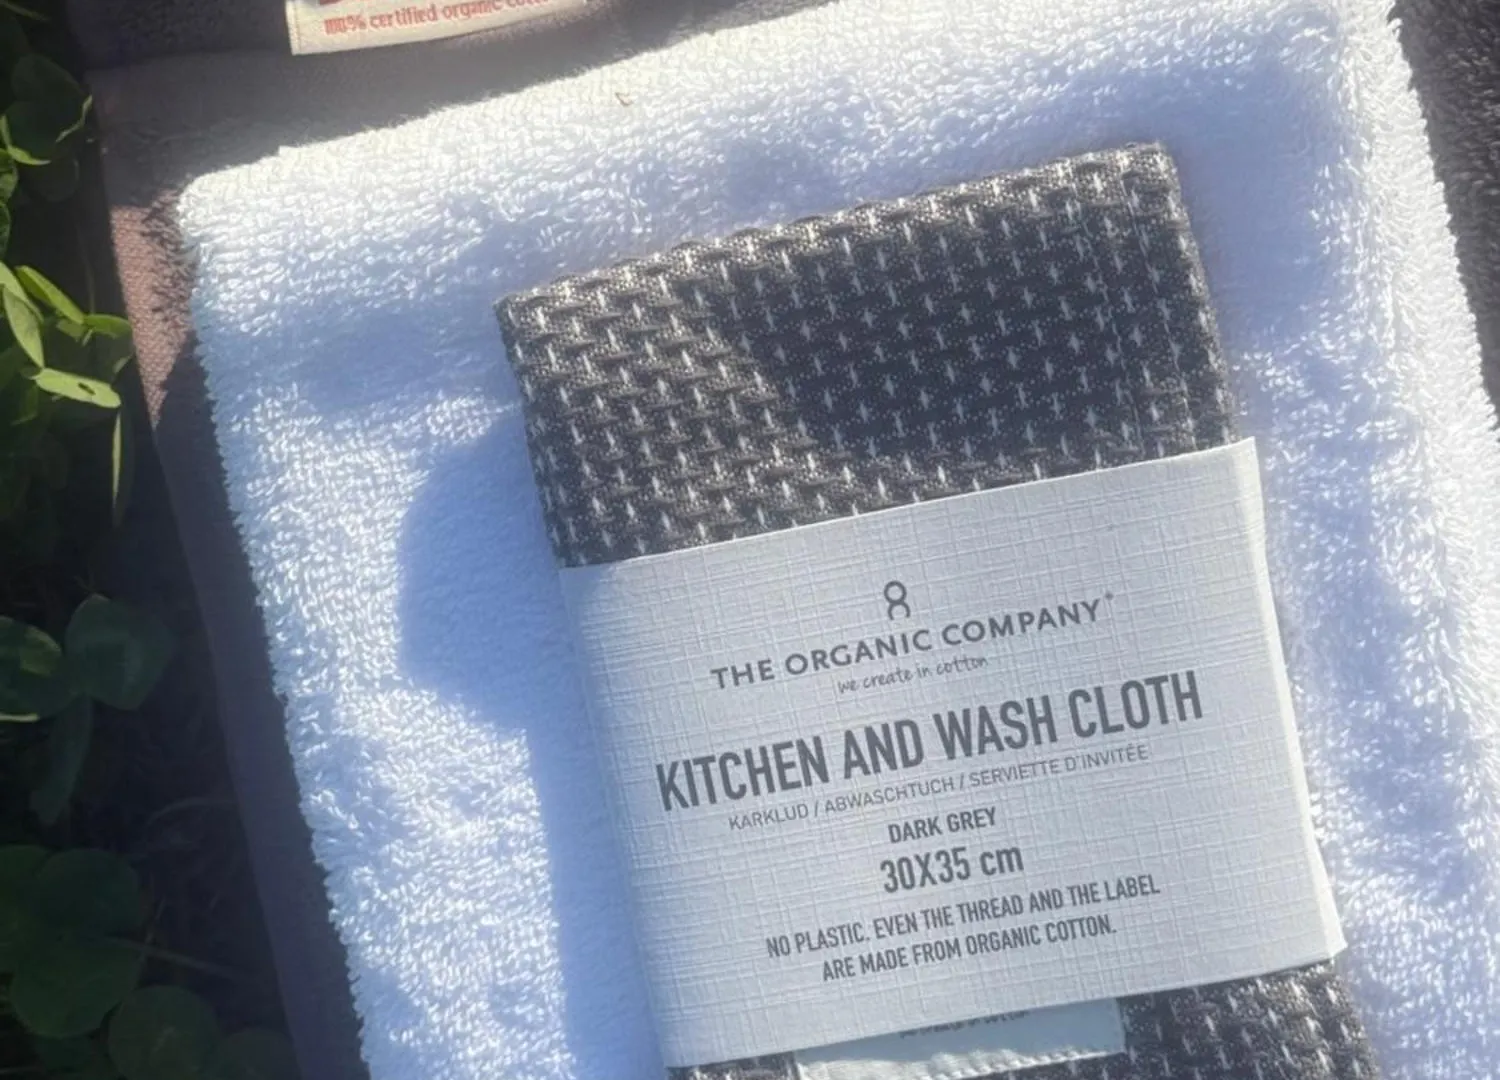 100% certified organic
THE ORGANIC COMPANY®
we create in cotton
KITCHEN AND WASH CLOTH
KARKLUD / ABWASCHTUCH / SERVIETTE D'INVITÉE
DARK GREY
30X35 cm
NO PLASTIC. EVEN THE THREAD AND THE LABEL
ARE MADE FROM ORGANIC COTTON.